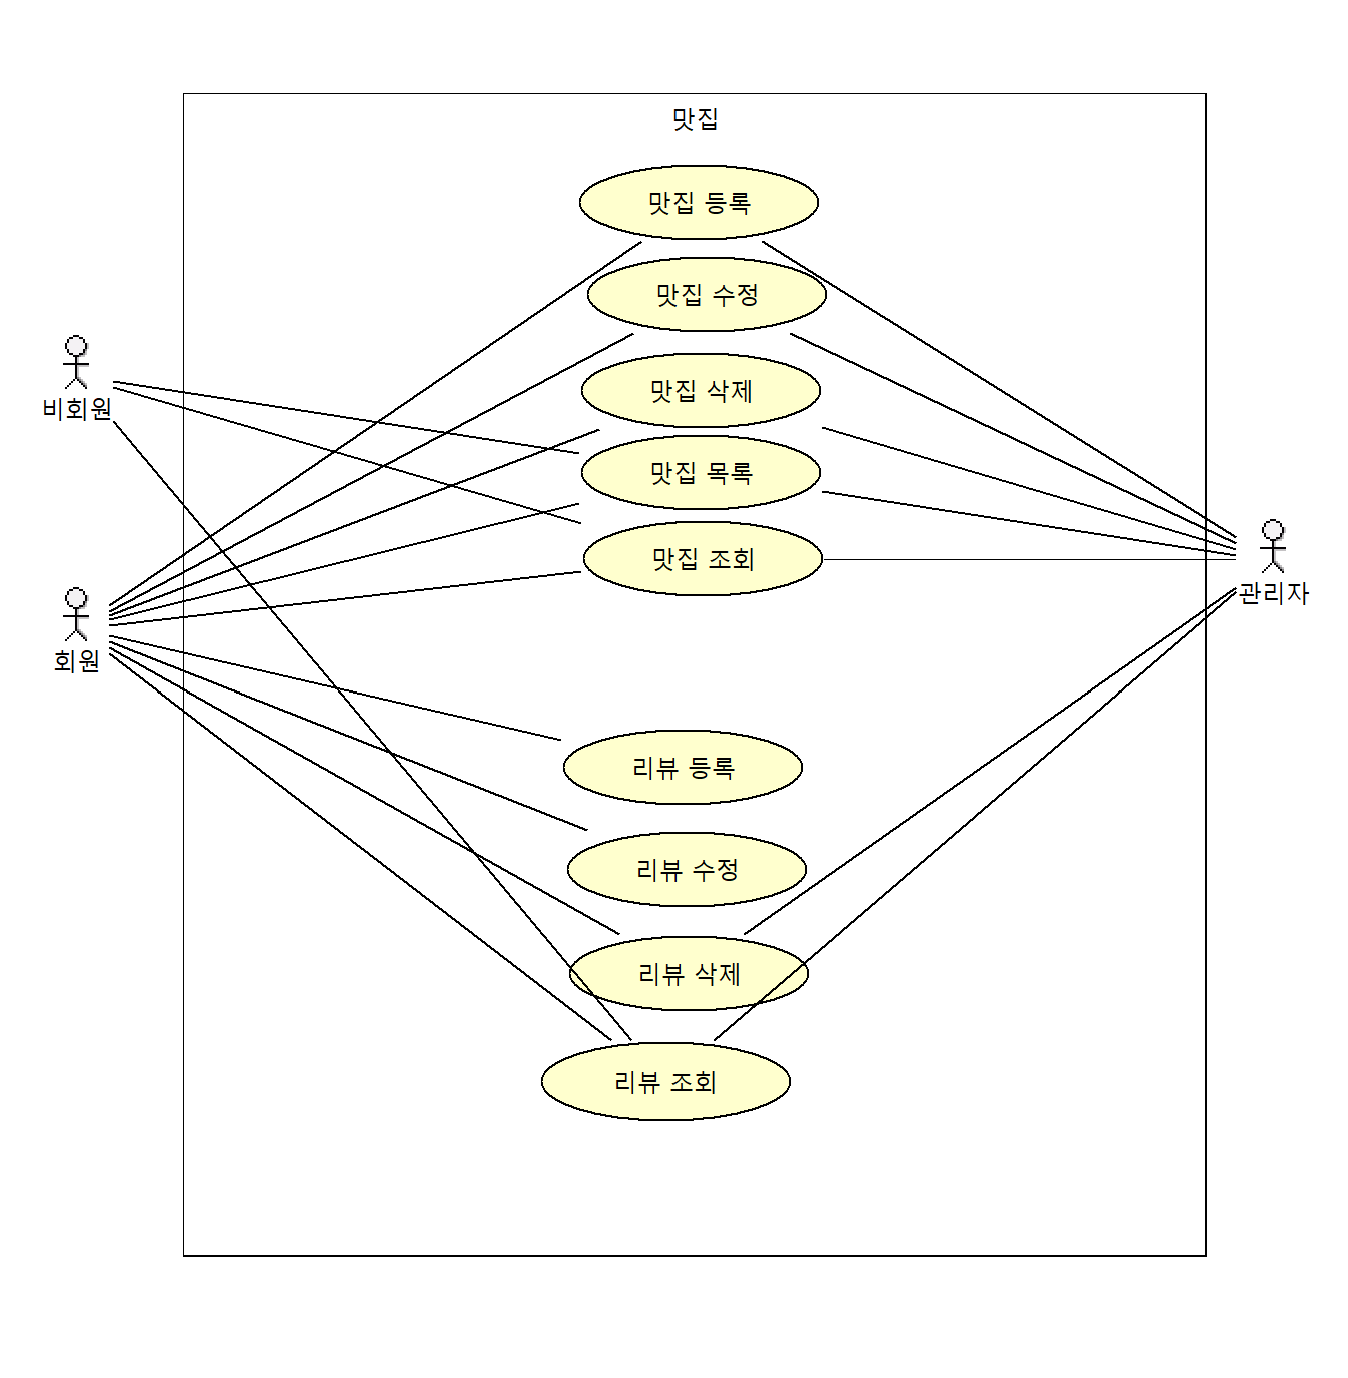 맛집
맛집 등록
맛집 수정
맛집 삭제
맛집 목록
맛집 조회
비회원
회원
관리자
리뷰 등록
리뷰 수정
리뷰 삭제
리뷰 조회